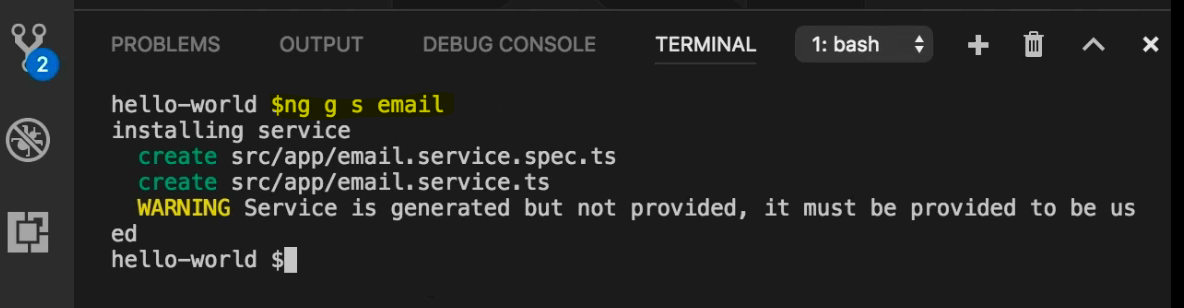 PROBLEMS OUTPUT DEBUG CONSOLE TERMINAL 1: bash
2
hello-world $ng g s email
installing service
create src/app/email.service.spec.ts
create src/app/email.service.ts
WARNING Service is generated but not provided, it must be provided to be us
ed
hello-world $